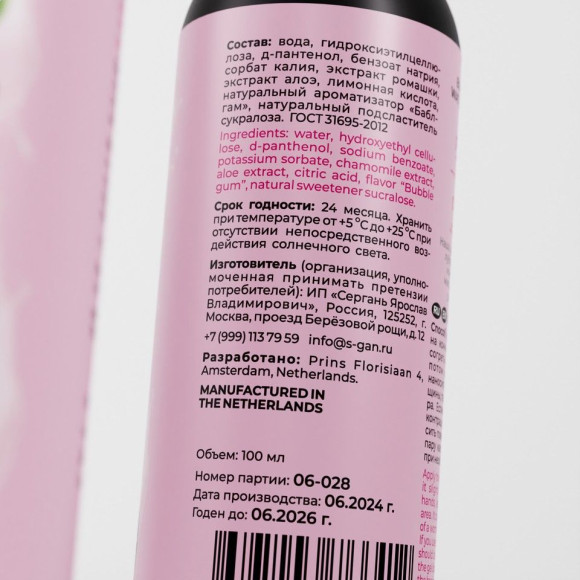 Состав: вода, гидроксиэтилцеллю-
лоза, д-пантенол, бензоат натрия,
сорбат калия, экстракт ромашки,
экстракт алоэ, лимонная кислота,
натуральный ароматизатор «Бабл-
гам», натуральный подсластитель
сукралоза. ГОСТ 31695-2012
Ingredients: water, hydroxyethyl cellu-
lose, d-panthenol, sodium benzoate,
potassium sorbate, chamomile extract,
aloe extract, citric acid, flavor “Bubble
gum”, natural sweetener sucralose.
Срок годности: 24 месяца. Хранить
при температуре от +5 °C до +25 °C при
отсутствии непосредственного воз-
действия солнечного света.
Изготовитель (организация, уполно-
моченная принимать претензии
потребителей): ИП «Сергань Ярослав
Владимирович», Россия, 125252, г.
Москва, проезд Берёзовой рощи, д. 12
+7 (999) 113 79 59 info@s-gan.ru
Разработано: Prins Florisiaan 4,
Amsterdam, Netherlands.
MANUFACTURED IN
THE NETHERLANDS
Объем: 100 мл
Номер партии: 06-028
Дата производства: 06.2024 г.
Годен до: 06.2026 г.